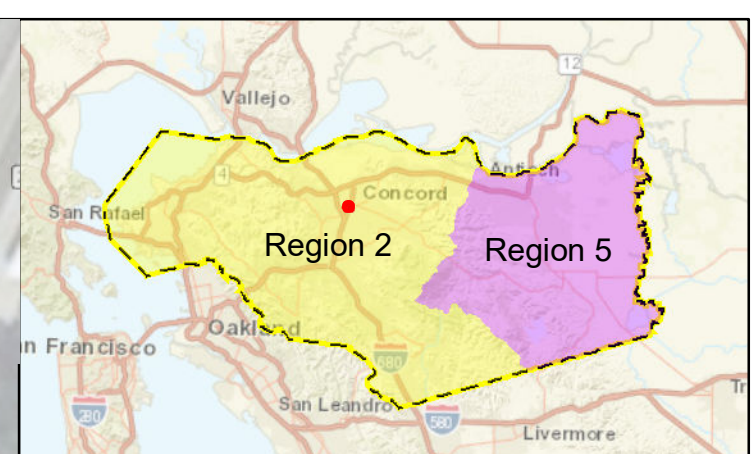 12
Vallejo
Antioch
4
Concord
San Rafael
Region 2
Region 5
Oakland
n Francisco
680
San Leandro
280
580
Tr
Livermore